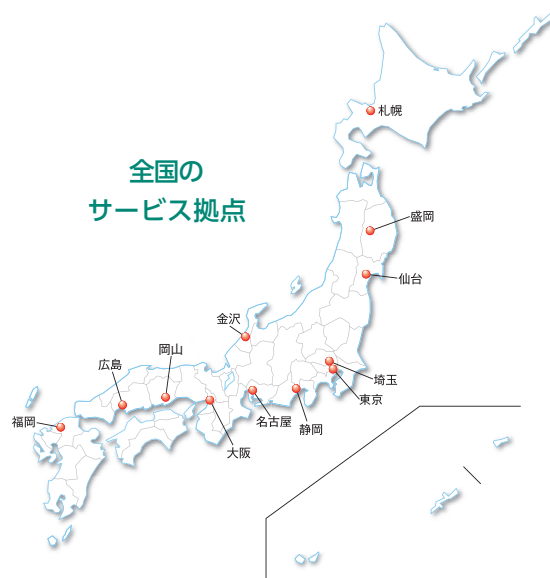 札幌
全国の
サービス拠点
盛岡
仙台
金沢
岡山
広島
埼玉
東京
福岡
名古屋
静岡
大阪